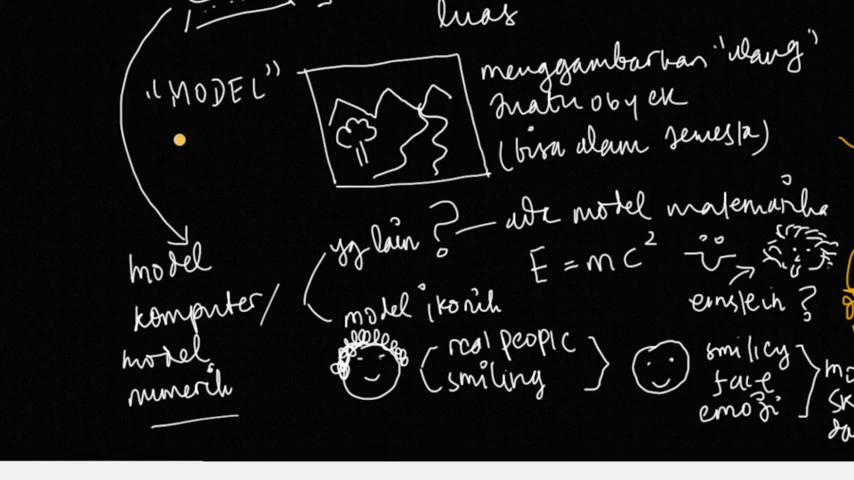 luas
"MODEL"
menggambarkan "ulang"
suatu obyek
(bisa alam semesta)
yg lain? — ada model matematika
E = mc²
einstein?
model
komputer/
model
numerik
model ikonik
real people
smiling
smiley
face
emoji